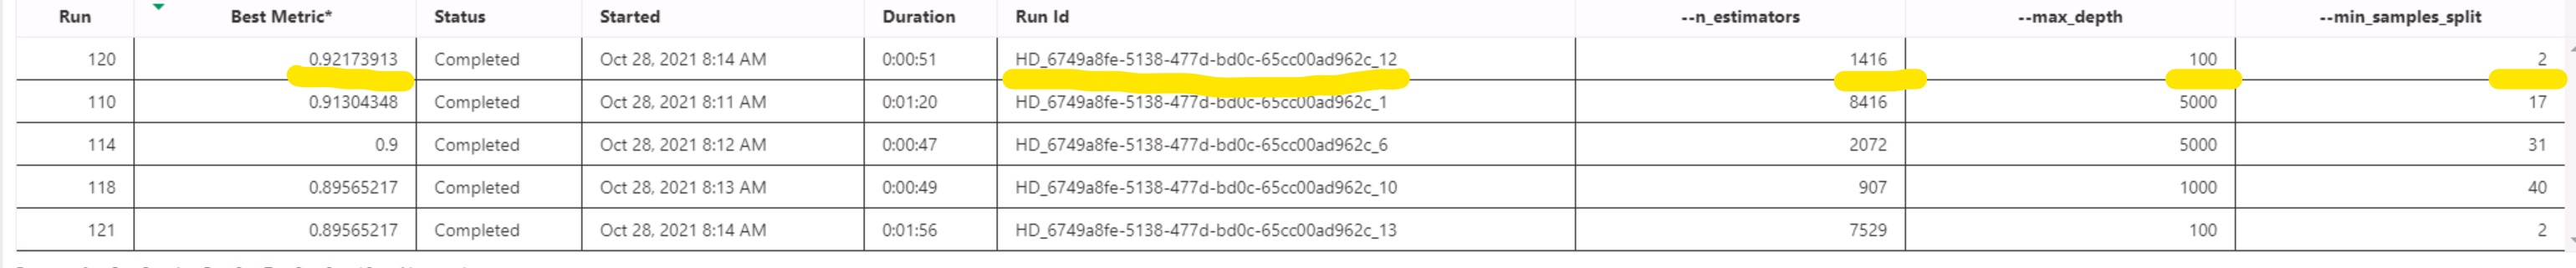 Run Best Metric* Status Started Duration Run Id --n_estimators --max_depth --min_samples_split
120 0.92173913 Completed Oct 28, 2021 8:14 AM 0:00:51 HD_6749a8fe-5138-477d-bd0c-65cc00ad962c_12 1416 100 2
110 0.91304348 Completed Oct 28, 2021 8:11 AM 0:01:20 HD_6749a8fe-5138-477d-bd0c-65cc00ad962c_1 8416 5000 17
114 0.9 Completed Oct 28, 2021 8:12 AM 0:00:47 HD_6749a8fe-5138-477d-bd0c-65cc00ad962c_6 2072 5000 31
118 0.89565217 Completed Oct 28, 2021 8:13 AM 0:00:49 HD_6749a8fe-5138-477d-bd0c-65cc00ad962c_10 907 1000 40
121 0.89565217 Completed Oct 28, 2021 8:14 AM 0:01:56 HD_6749a8fe-5138-477d-bd0c-65cc00ad962c_13 7529 100 2